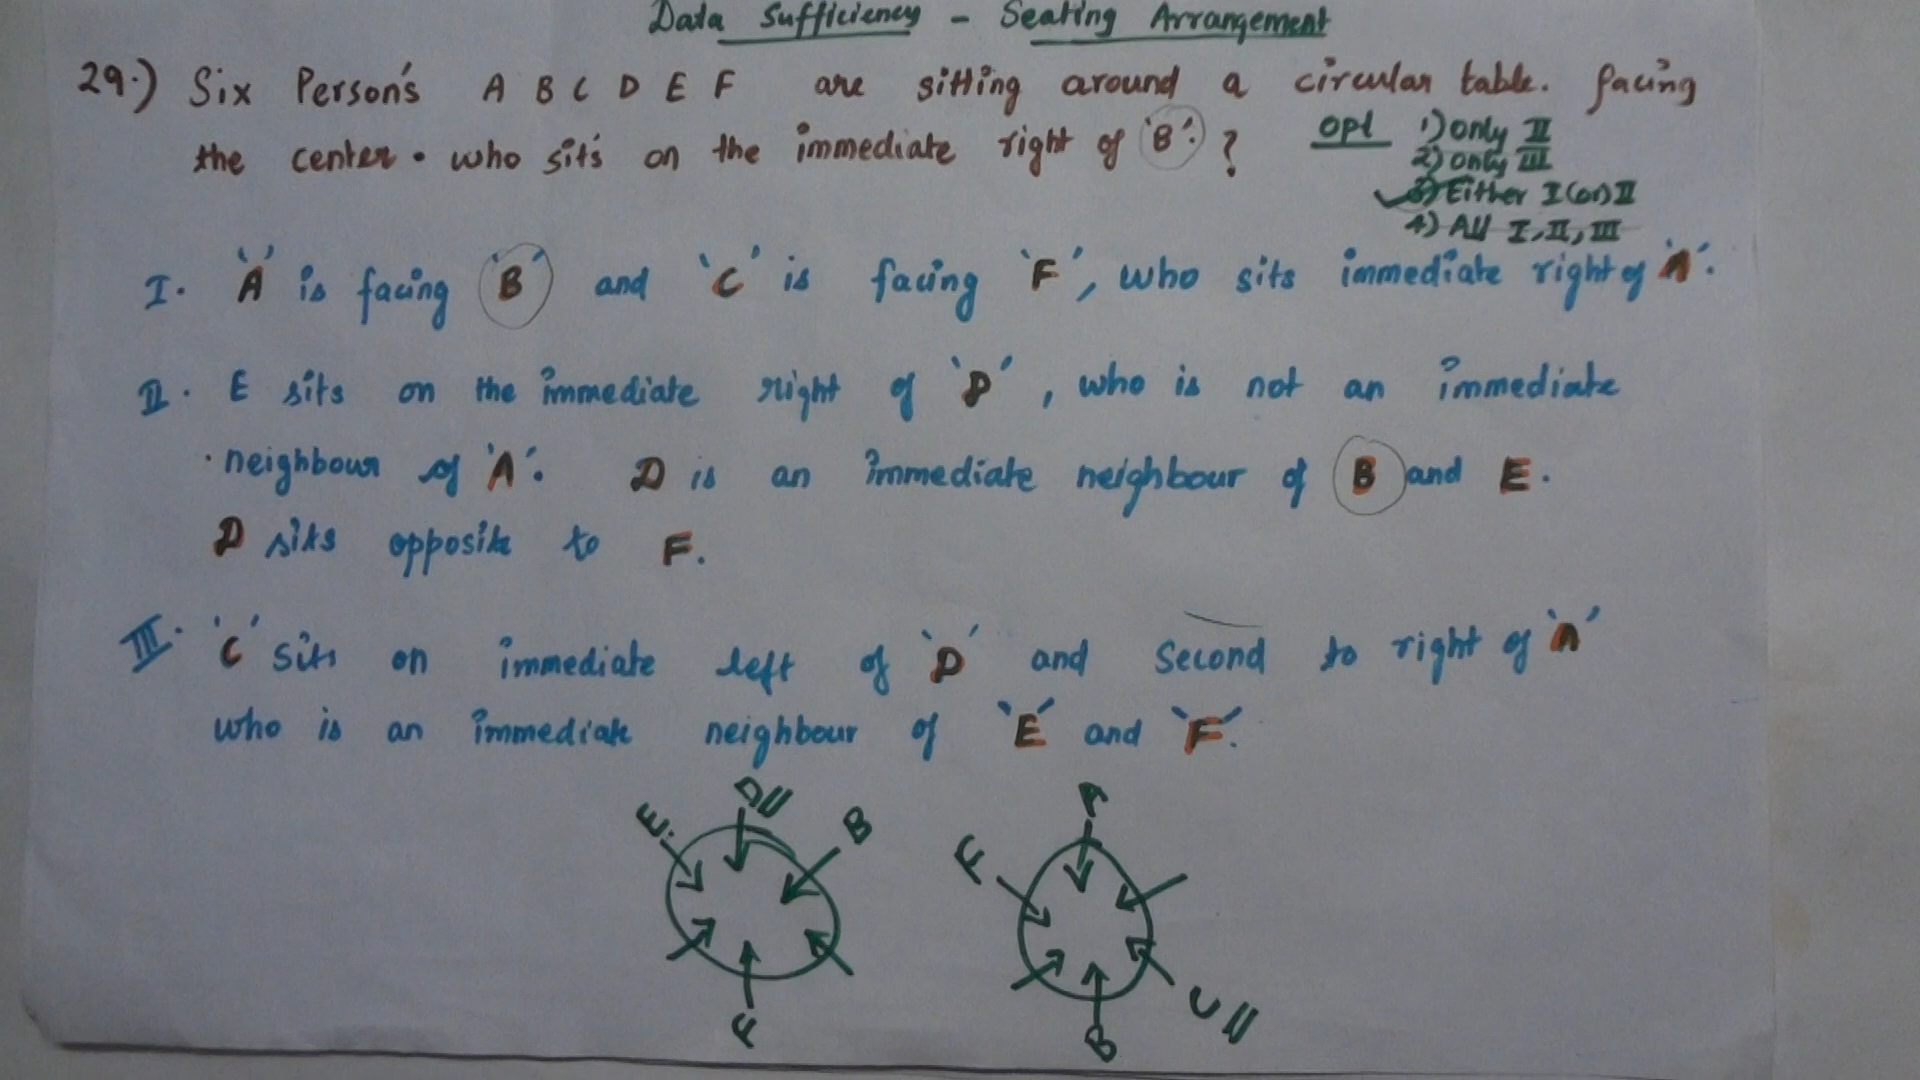 Data Sufficiency - Seating Arrangement
29.) Six Person's A B C D E F are sitting around a circular table. facing
the center. who sit's on the immediate right of 'B'.?
opt 1) only II
2) only III
3) Either I (or) II
4) All I, II, III
I. 'A' is facing 'B' and 'C' is facing 'F', who sits immediate right of 'A'.
II. E sits on the immediate right of 'D', who is not an immediate
neighbour of 'A'. D is an immediate neighbour of B and E.
D sits opposite to F.
III. 'C' sits on immediate left of 'D' and second to right of 'A'
who is an immediate neighbour of 'E' and 'F'.
E. D B
F
A
F
C
B